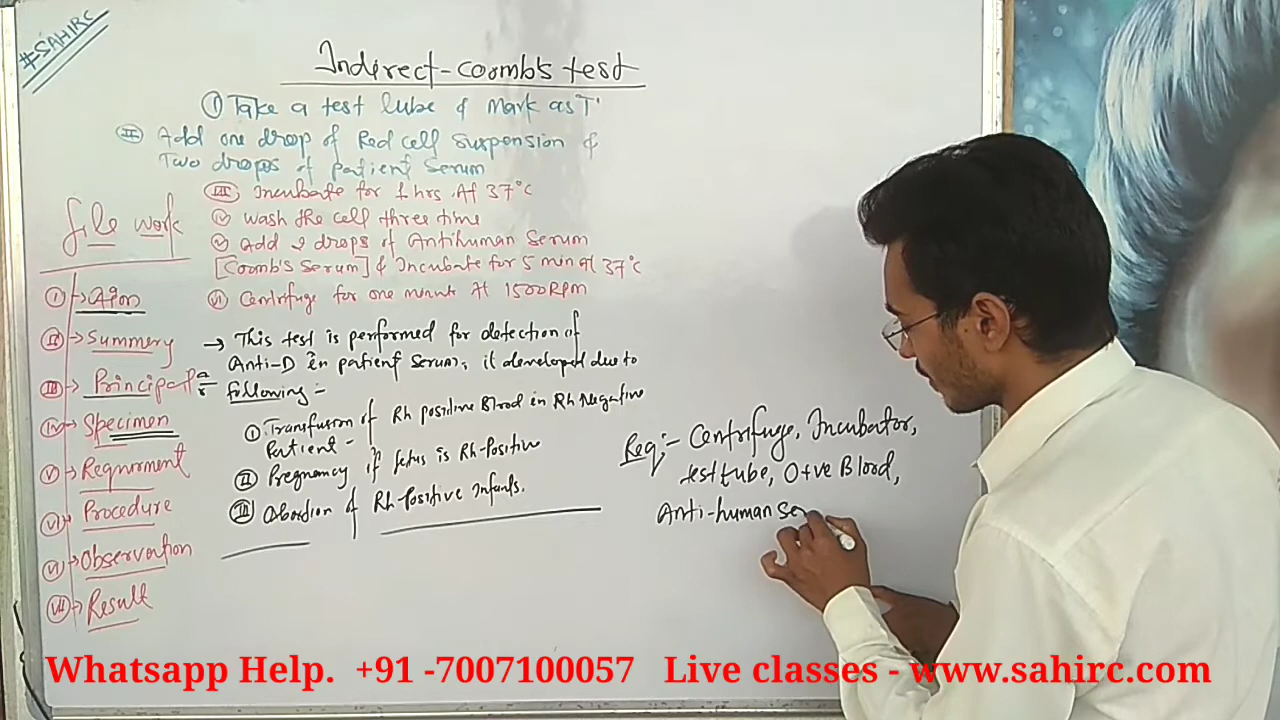 #SAHIRC
Indirect-Coomb's test
I Take a test tube & Mark as T'
II Add one drop of Red cell suspension &
Two drops of patient Serum
III Incubate for 1 hrs At 37°C
IV Wash the cell three time
V Add 2 drops of Antihuman Serum
[Coomb's Serum] & Incubate for 5 min at 37°C
VI Centrifuge for one minute At 1500 RPM
File work
I → Aim
II → Summery
III → Principal
IV → Specimen
V → Requirment
VI → Procedure
VI → Observation
VII → Result
→ This test is performed for detection of
Anti-D in patient Serum, it developed due to
following :-
I Transfusion of Rh positive Blood in Rh Negative
Patient -
II Pregnancy if fetus is Rh-Positive
III Abortion of Rh-Positive Infants.
Req:- Centrifuge, Incubator,
test tube, O+ve Blood,
Anti-human se
Whatsapp Help. +91 -7007100057 Live classes - www.sahirc.com